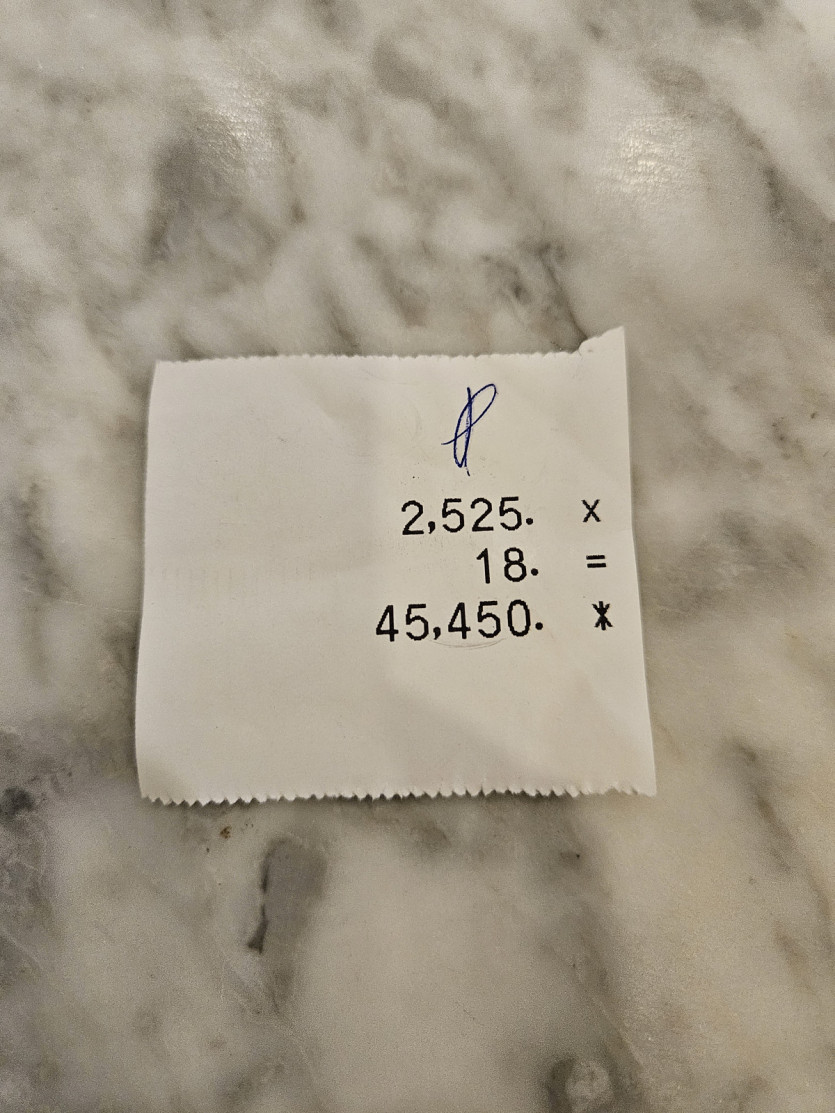 2,525. x
18. =
45,450. *